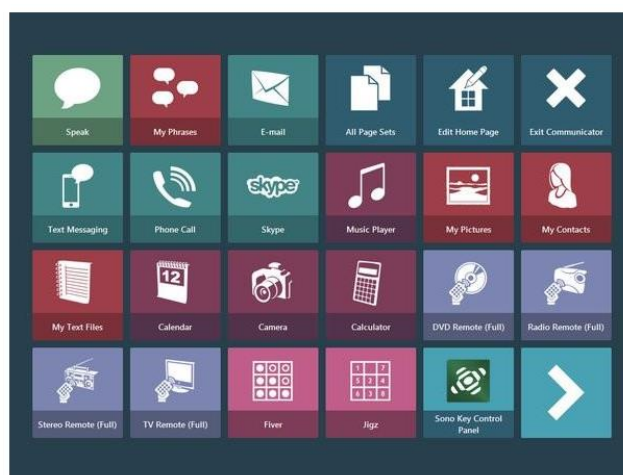 Speak
My Phrases
E-mail
All Page Sets
Edit Home Page
Exit Communicator
Text Messaging
Phone Call
skype
Skype
Music Player
My Pictures
My Contacts
My Text Files
12
Calendar
Camera
Calculator
DVD Remote (Full)
Radio Remote (Full)
Stereo Remote (Full)
TV Remote (Full)
Fiver
Jigz
Sono Key Control
Panel